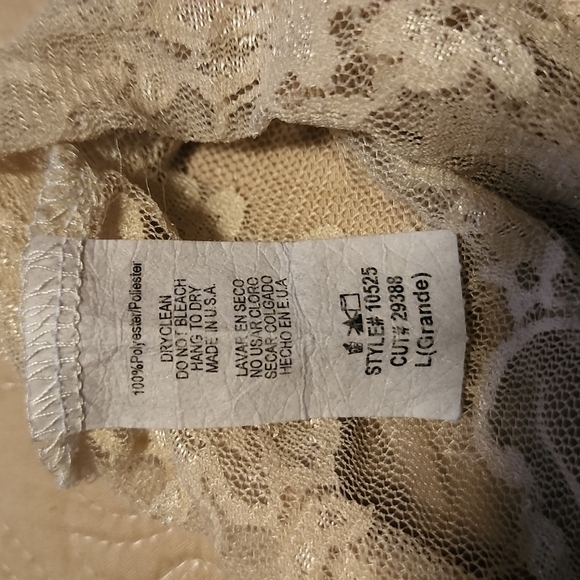 100%Polyester/Poliester
DRYCLEAN
DO NOT BLEACH
HANG TO DRY
MADE IN U.S.A.
LAVAR EN SECO
NO USAR CLORO
SECAR COLGADO
HECHO EN E.U.A
STYLE# 10525
CUT# 29388
L(Grande)